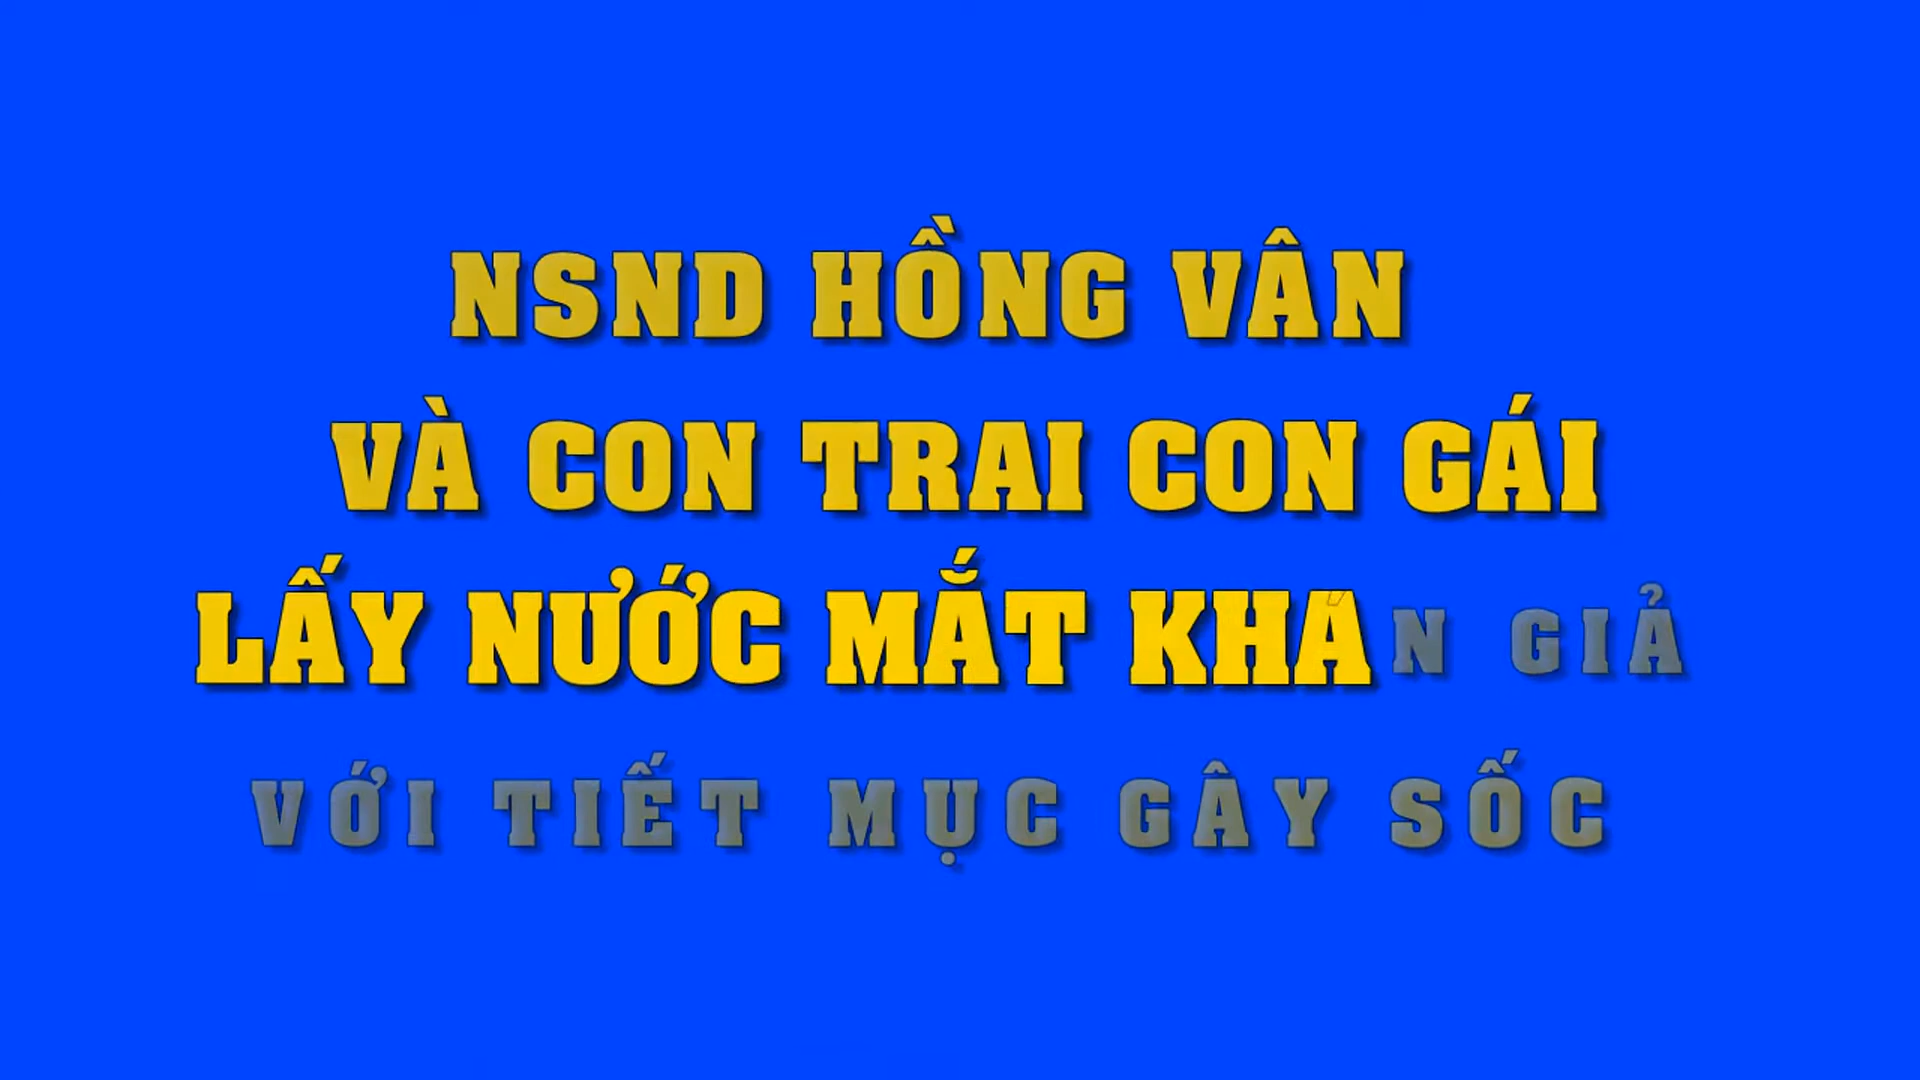 NSND HỒNG VÂN
VÀ CON TRAI CON GÁI
LẤY NƯỚC MẮT KHÁN GIẢ
VỚI TIẾT MỤC GÂY SỐC